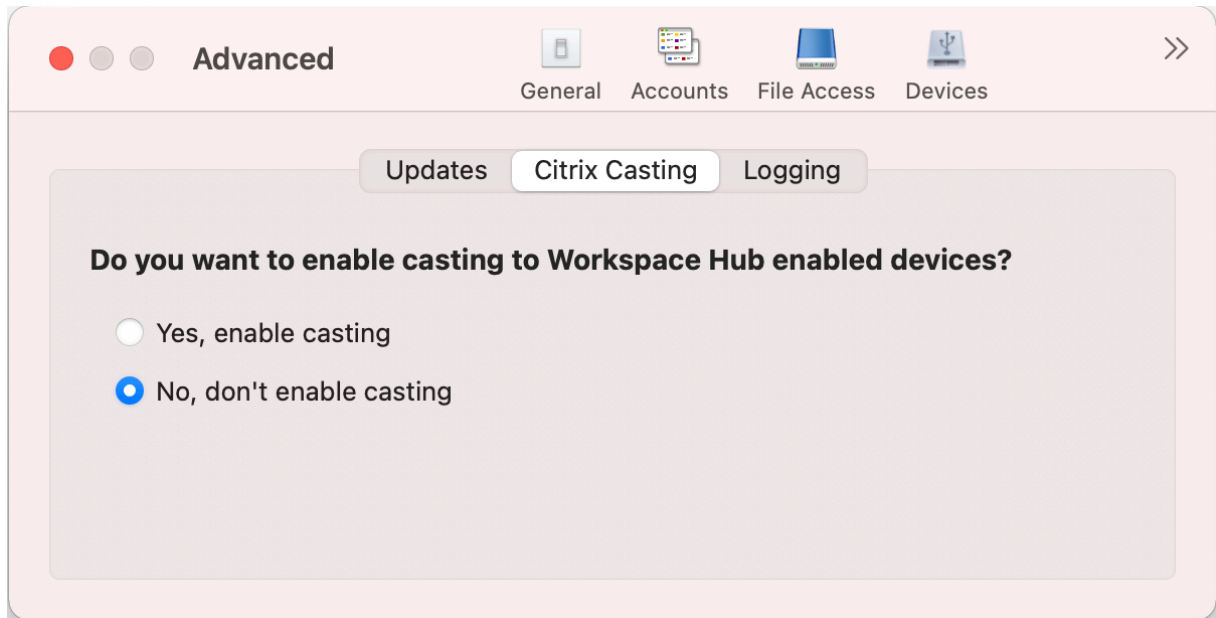 Advanced
General
Accounts
File Access
Devices
Updates
Citrix Casting
Logging
Do you want to enable casting to Workspace Hub enabled devices?
Yes, enable casting
No, don't enable casting